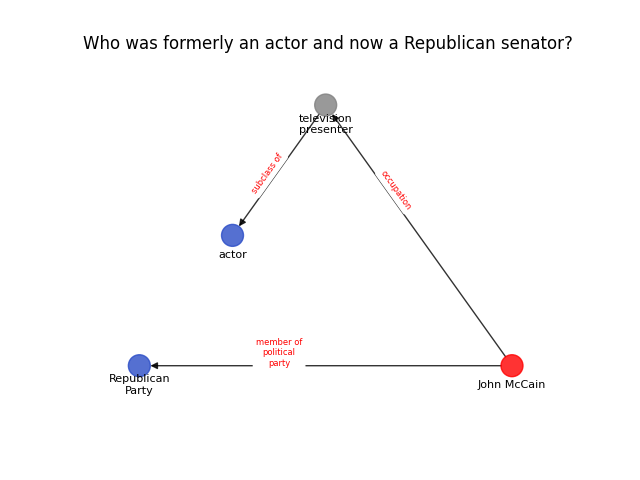 Who was formerly an actor and now a Republican senator?
television
presenter
subclass of
occupation
actor
member of
political
party
Republican
Party
John McCain